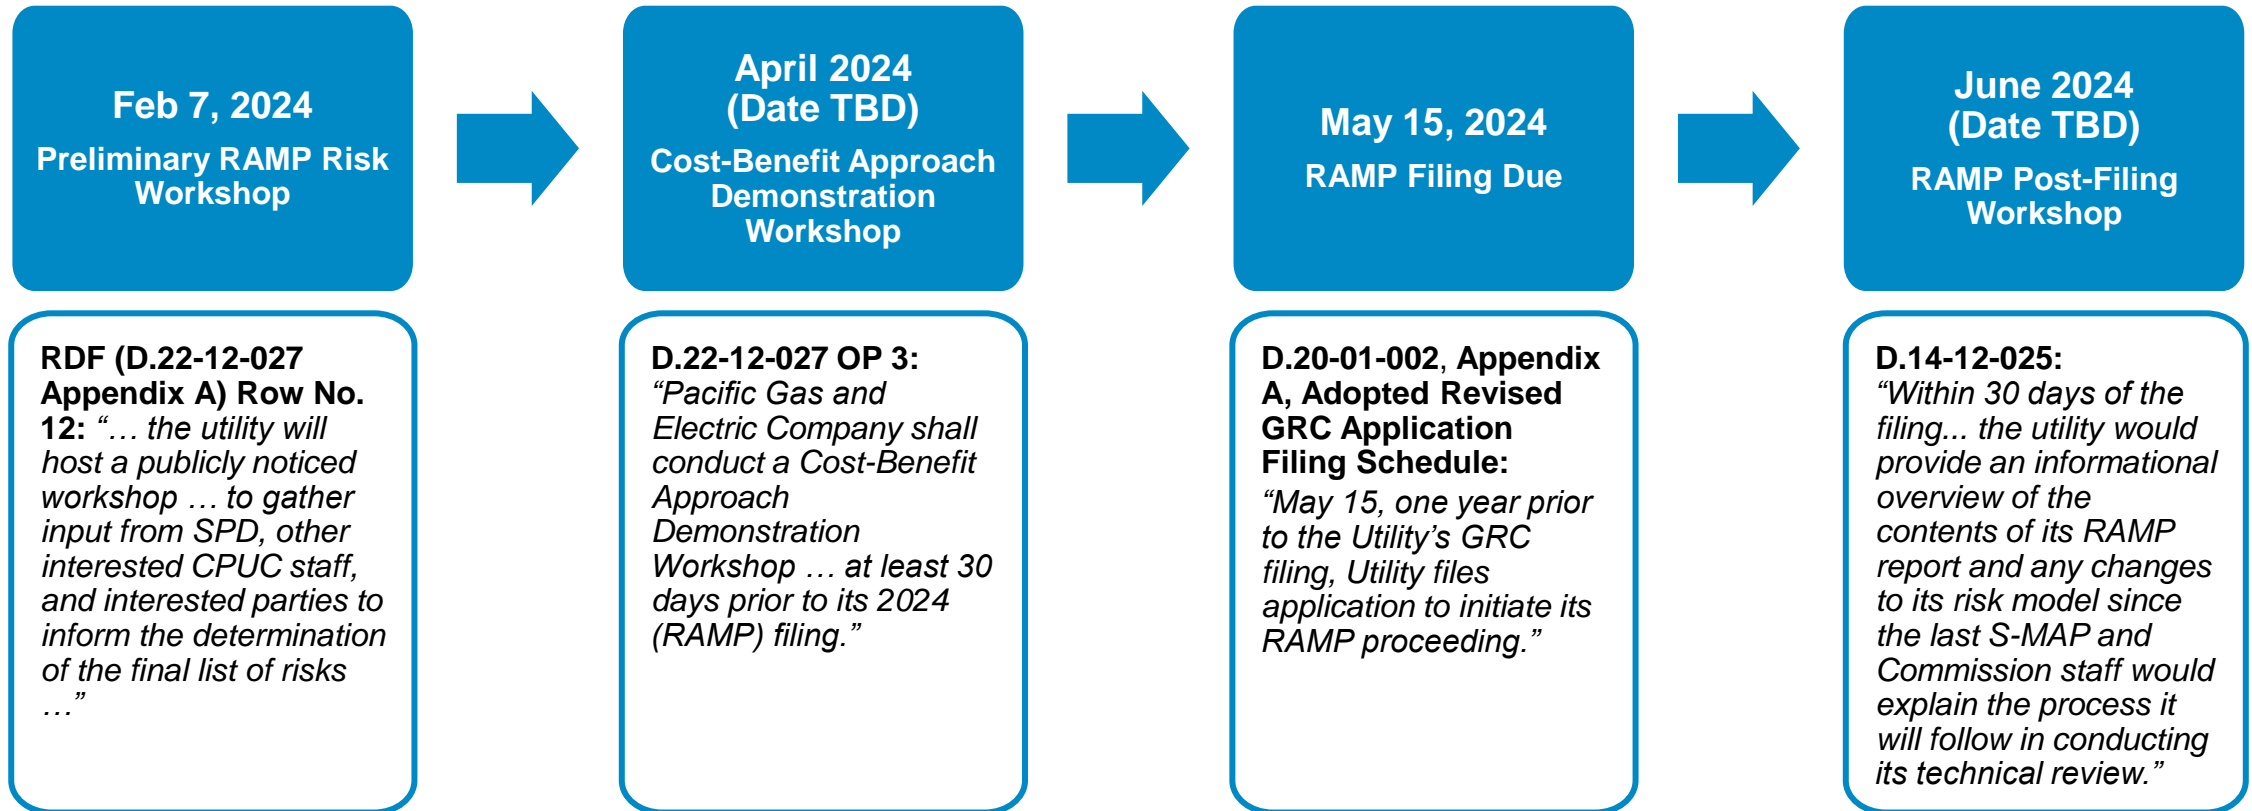 Feb 7, 2024
Preliminary RAMP Risk
Workshop
April 2024
(Date TBD)
Cost-Benefit Approach
Demonstration
Workshop
May 15, 2024
RAMP Filing Due
June 2024
(Date TBD)
RAMP Post-Filing
Workshop
RDF (D.22-12-027
Appendix A) Row No.
12: “… the utility will
host a publicly noticed
workshop … to gather
input from SPD, other
interested CPUC staff,
and interested parties to
inform the determination
of the final list of risks
…”
D.22-12-027 OP 3:
“Pacific Gas and
Electric Company shall
conduct a Cost-Benefit
Approach
Demonstration
Workshop … at least 30
days prior to its 2024
(RAMP) filing.”
D.20-01-002, Appendix
A, Adopted Revised
GRC Application
Filing Schedule:
“May 15, one year prior
to the Utility’s GRC
filing, Utility files
application to initiate its
RAMP proceeding.”
D.14-12-025:
“Within 30 days of the
filing... the utility would
provide an informational
overview of the
contents of its RAMP
report and any changes
to its risk model since
the last S-MAP and
Commission staff would
explain the process it
will follow in conducting
its technical review.”